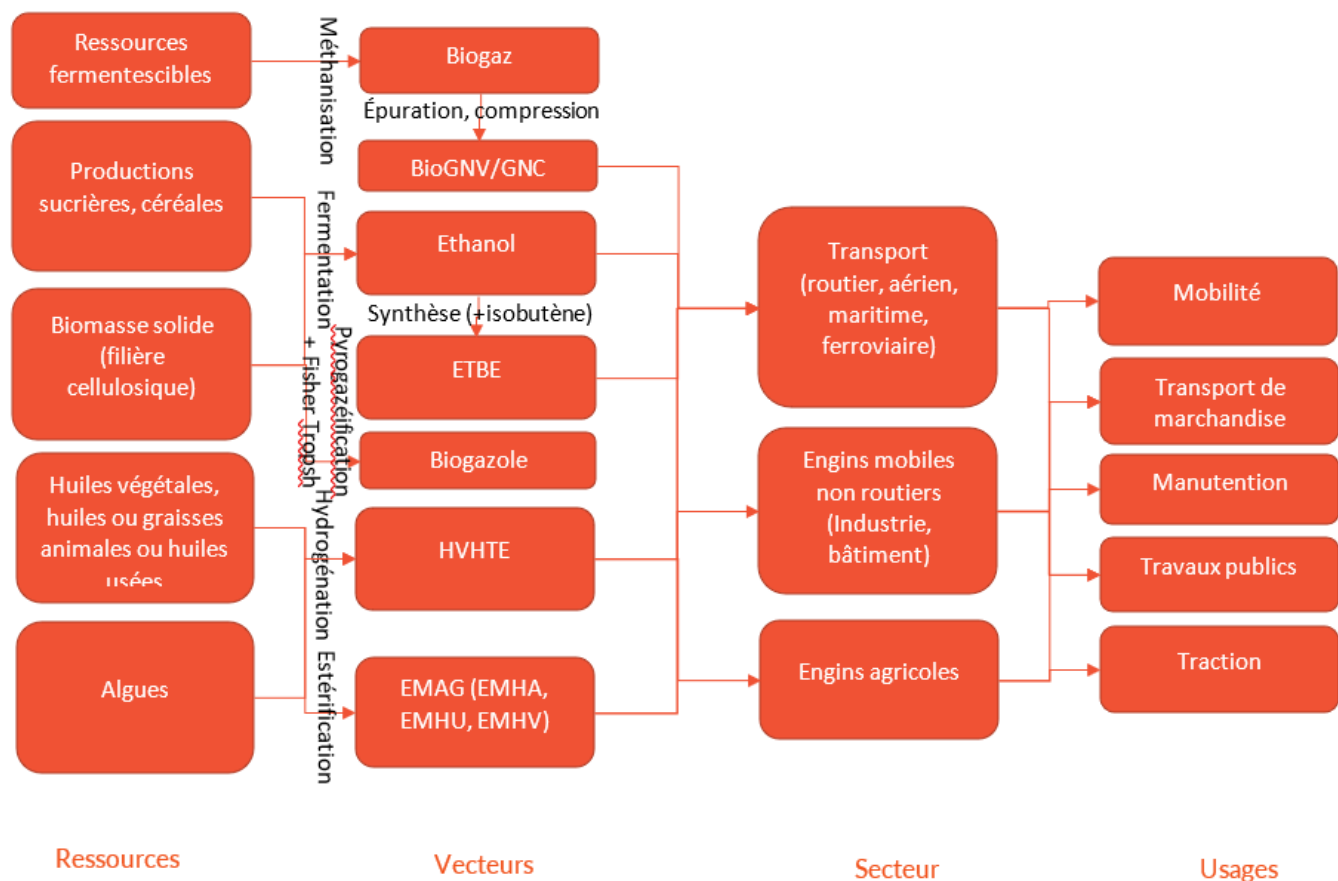 Ressources
fermentescibles
Productions
sucrières, céréales
Biomasse solide
(filière
cellulosique)
Huiles végétales,
huiles ou graisses
animales ou huiles
usées
Algues
Méthanisation
Fermentation
Pyrogazéification
+ Fisher Tropsh
Hydrogénation
Estérification
Biogaz
Épuration, compression
BioGNV/GNC
Ethanol
Synthèse (+isobutène)
ETBE
Biogazole
HVHTE
EMAG (EMHA,
EMHU, EMHV)
Transport
(routier, aérien,
maritime,
ferroviaire)
Engins mobiles
non routiers
(Industrie,
bâtiment)
Engins agricoles
Mobilité
Transport de
marchandise
Manutention
Travaux publics
Traction
Ressources
Vecteurs
Secteur
Usages